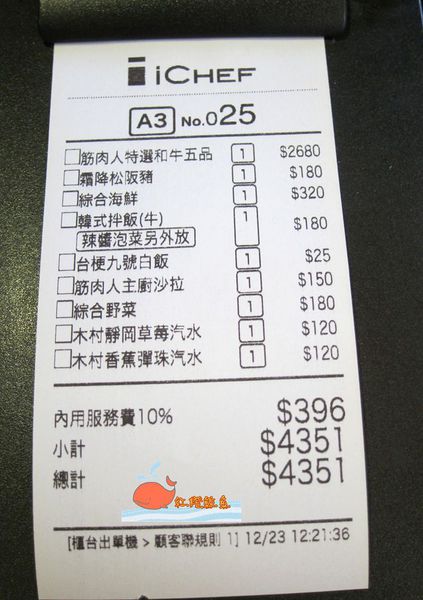 iCHEF
A3 No.025
筋肉人特選和牛五品 1 $2680
霜降松阪豬 1 $180
綜合海鮮 1 $320
韓式拌飯(牛) 1 $180
辣醬泡菜另外放
台梗九號白飯 1 $25
筋肉人主廚沙拉 1 $150
綜合野菜 1 $180
木村靜岡草莓汽水 1 $120
木村香蕉彈珠汽水 1 $120
內用服務費10% $396
小計 $4351
總計 $4351
紅燈鯨魚
[櫃台出單機 > 顧客聯規則 1] 12/23 12:21:36